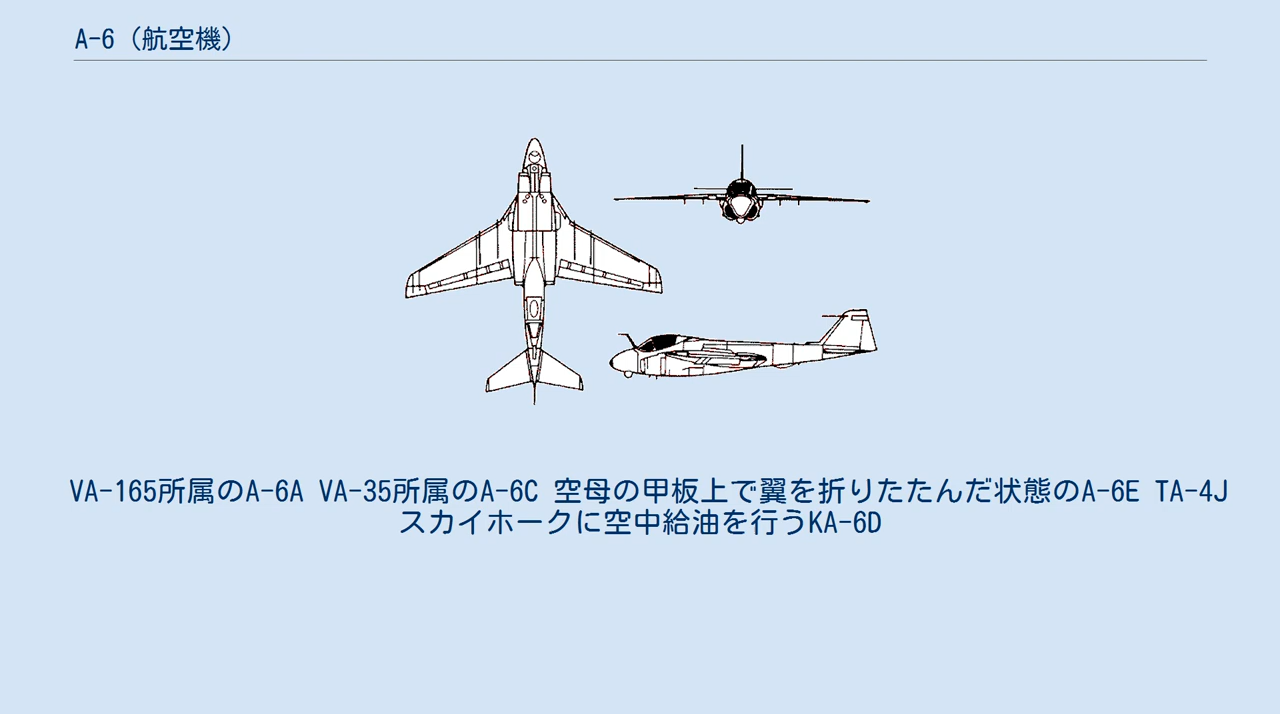 A-6（航空機）
VA-165所属のA-6A VA-35所属のA-6C 空母の甲板上で翼を折りたたんだ状態のA-6E TA-4J
スカイホークに空中給油を行うKA-6D